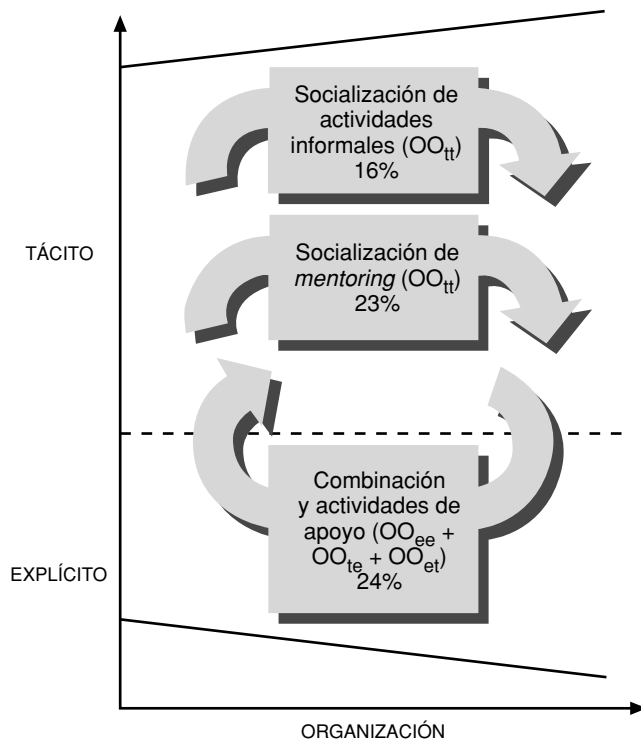 Socialización de
actividades
informales (OOtt)
16%
TÁCITO
Socialización de
mentoring (OOtt)
23%
Combinación
y actividades de
apoyo (OOee +
OOte + OOet)
24%
EXPLÍCITO
ORGANIZACIÓN